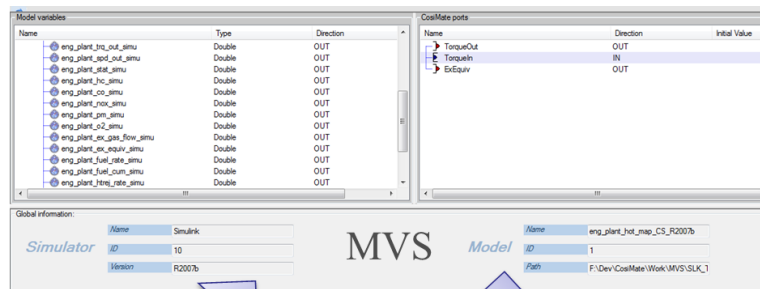 Model variables
CosiMate ports
Name Type Direction
Name Direction Initial Value
eng_plant_trq_out_simu Double OUT
TorqueOut OUT
eng_plant_spd_out_simu Double OUT
TorqueIn IN
eng_plant_stat_simu Double OUT
ExEquiv OUT
eng_plant_hc_simu Double OUT
eng_plant_co_simu Double OUT
eng_plant_nox_simu Double OUT
eng_plant_pm_simu Double OUT
eng_plant_o2_simu Double OUT
eng_plant_ex_gas_flow_simu Double OUT
eng_plant_ex_equiv_simu Double OUT
eng_plant_fuel_rate_simu Double OUT
eng_plant_fuel_cum_simu Double OUT
eng_plant_htrej_rate_simu Double OUT
Global information:
Simulator
Name Simulink
ID 10
Version R2007b
MVS
Model
Name eng_plant_hot_map_CS_R2007b
ID 1
Path F:\Dev\CosiMate\Work\MVS\SLK_T